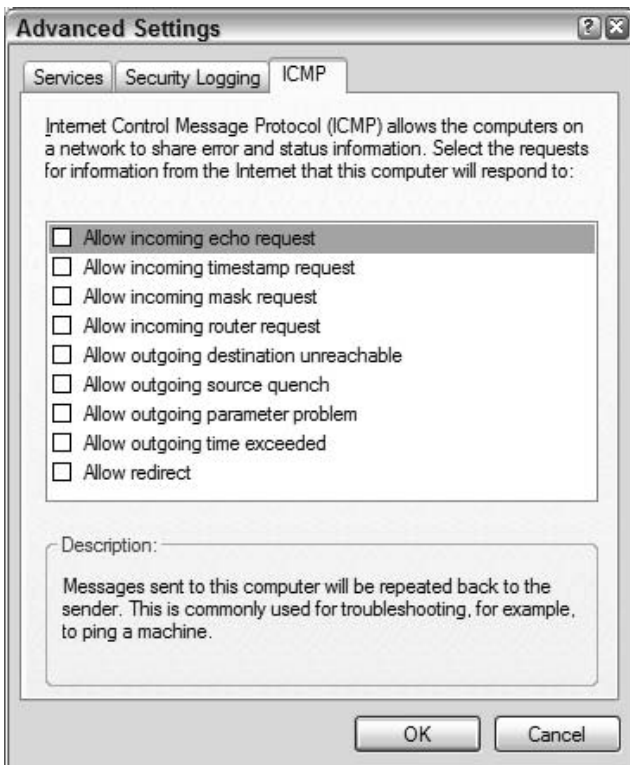 Advanced Settings
Services
Security Logging
ICMP
Internet Control Message Protocol (ICMP) allows the computers on
a network to share error and status information. Select the requests
for information from the Internet that this computer will respond to:
Allow incoming echo request
Allow incoming timestamp request
Allow incoming mask request
Allow incoming router request
Allow outgoing destination unreachable
Allow outgoing source quench
Allow outgoing parameter problem
Allow outgoing time exceeded
Allow redirect
Description:
Messages sent to this computer will be repeated back to the
sender. This is commonly used for troubleshooting, for example,
to ping a machine.
OK
Cancel